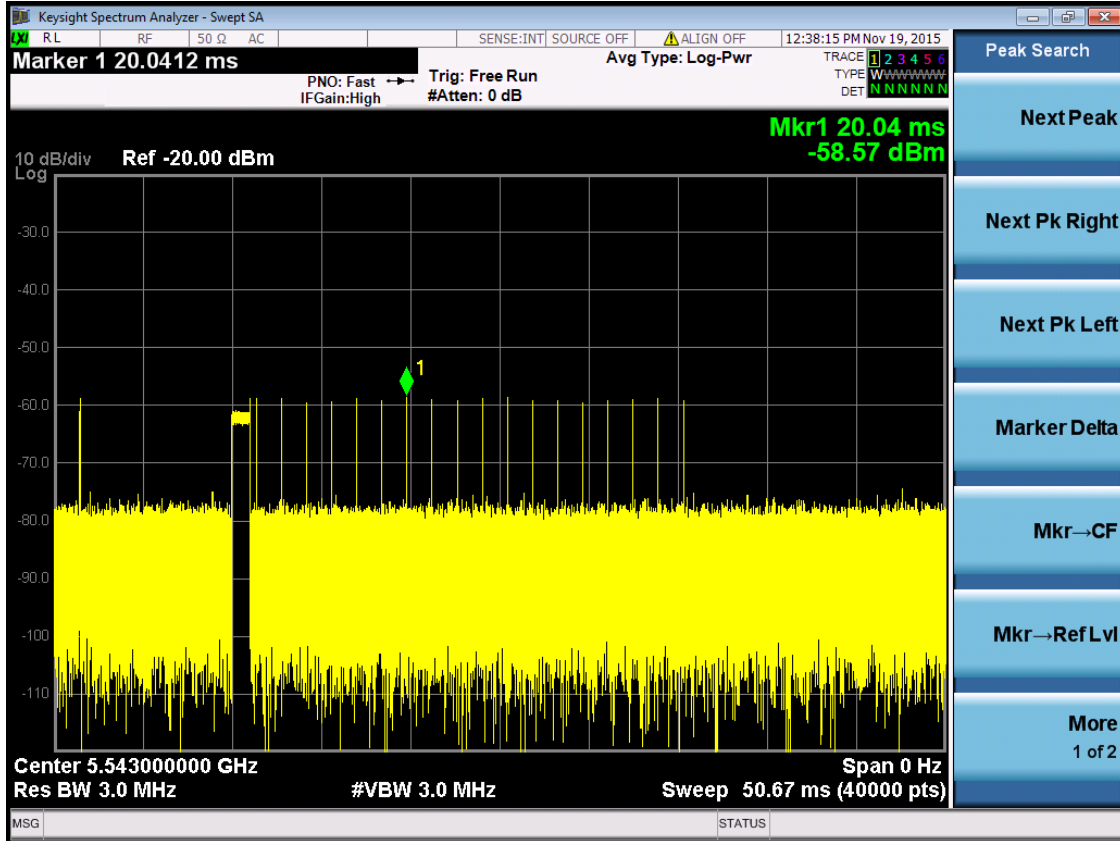 Keysight Spectrum Analyzer - Swept SA
LXI RL RF 50 Ω AC SENSE:INT SOURCE OFF ALIGN OFF 12:38:15 PM Nov 19, 2015
Marker 1 20.0412 ms
PNO: Fast
IFGain:High
Trig: Free Run
#Atten: 0 dB
Avg Type: Log-Pwr
TRACE 1 2 3 4 5 6
TYPE WWWWWW
DET N N N N N N
Mkr1 20.04 ms
-58.57 dBm
10 dB/div Ref -20.00 dBm
Log
-30.0
-40.0
-50.0
1
-60.0
-70.0
-80.0
-90.0
-100
-110
Center 5.543000000 GHz Span 0 Hz
Res BW 3.0 MHz #VBW 3.0 MHz Sweep 50.67 ms (40000 pts)
MSG STATUS
Peak Search
Next Peak
Next Pk Right
Next Pk Left
Marker Delta
Mkr→CF
Mkr→Ref Lvl
More
1 of 2